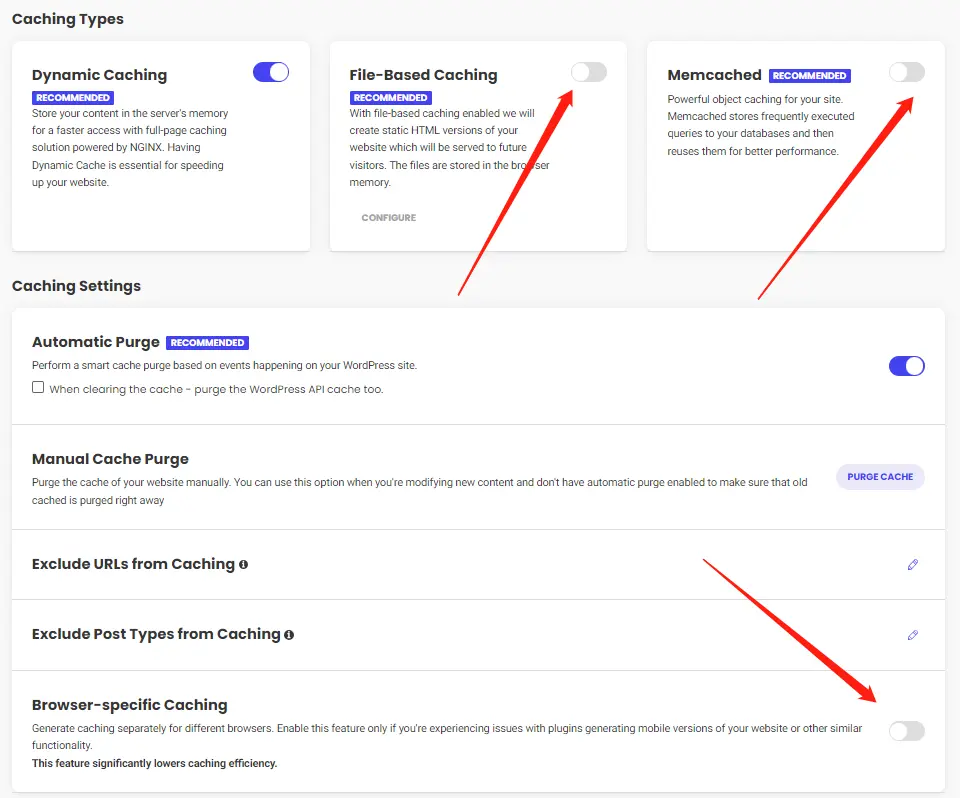 Caching Types
Dynamic Caching
RECOMMENDED
Store your content in the server's memory
for a faster access with full-page caching
solution powered by NGINX. Having
Dynamic Cache is essential for speeding
up your website.
File-Based Caching
RECOMMENDED
With file-based caching enabled we will
create static HTML versions of your
website which will be served to future
visitors. The files are stored in the browser
memory.
CONFIGURE
Memcached RECOMMENDED
Powerful object caching for your site.
Memcached stores frequently executed
queries to your databases and then
reuses them for better performance.
Caching Settings
Automatic Purge RECOMMENDED
Perform a smart cache purge based on events happening on your WordPress site.
When clearing the cache - purge the WordPress API cache too.
Manual Cache Purge
Purge the cache of your website manually. You can use this option when you're modifying new content and don't have automatic purge enabled to make sure that old
cached is purged right away
PURGE CACHE
Exclude URLs from Caching
Exclude Post Types from Caching
Browser-specific Caching
Generate caching separately for different browsers. Enable this feature only if you're experiencing issues with plugins generating mobile versions of your website or other similar
functionality.
This feature significantly lowers caching efficiency.